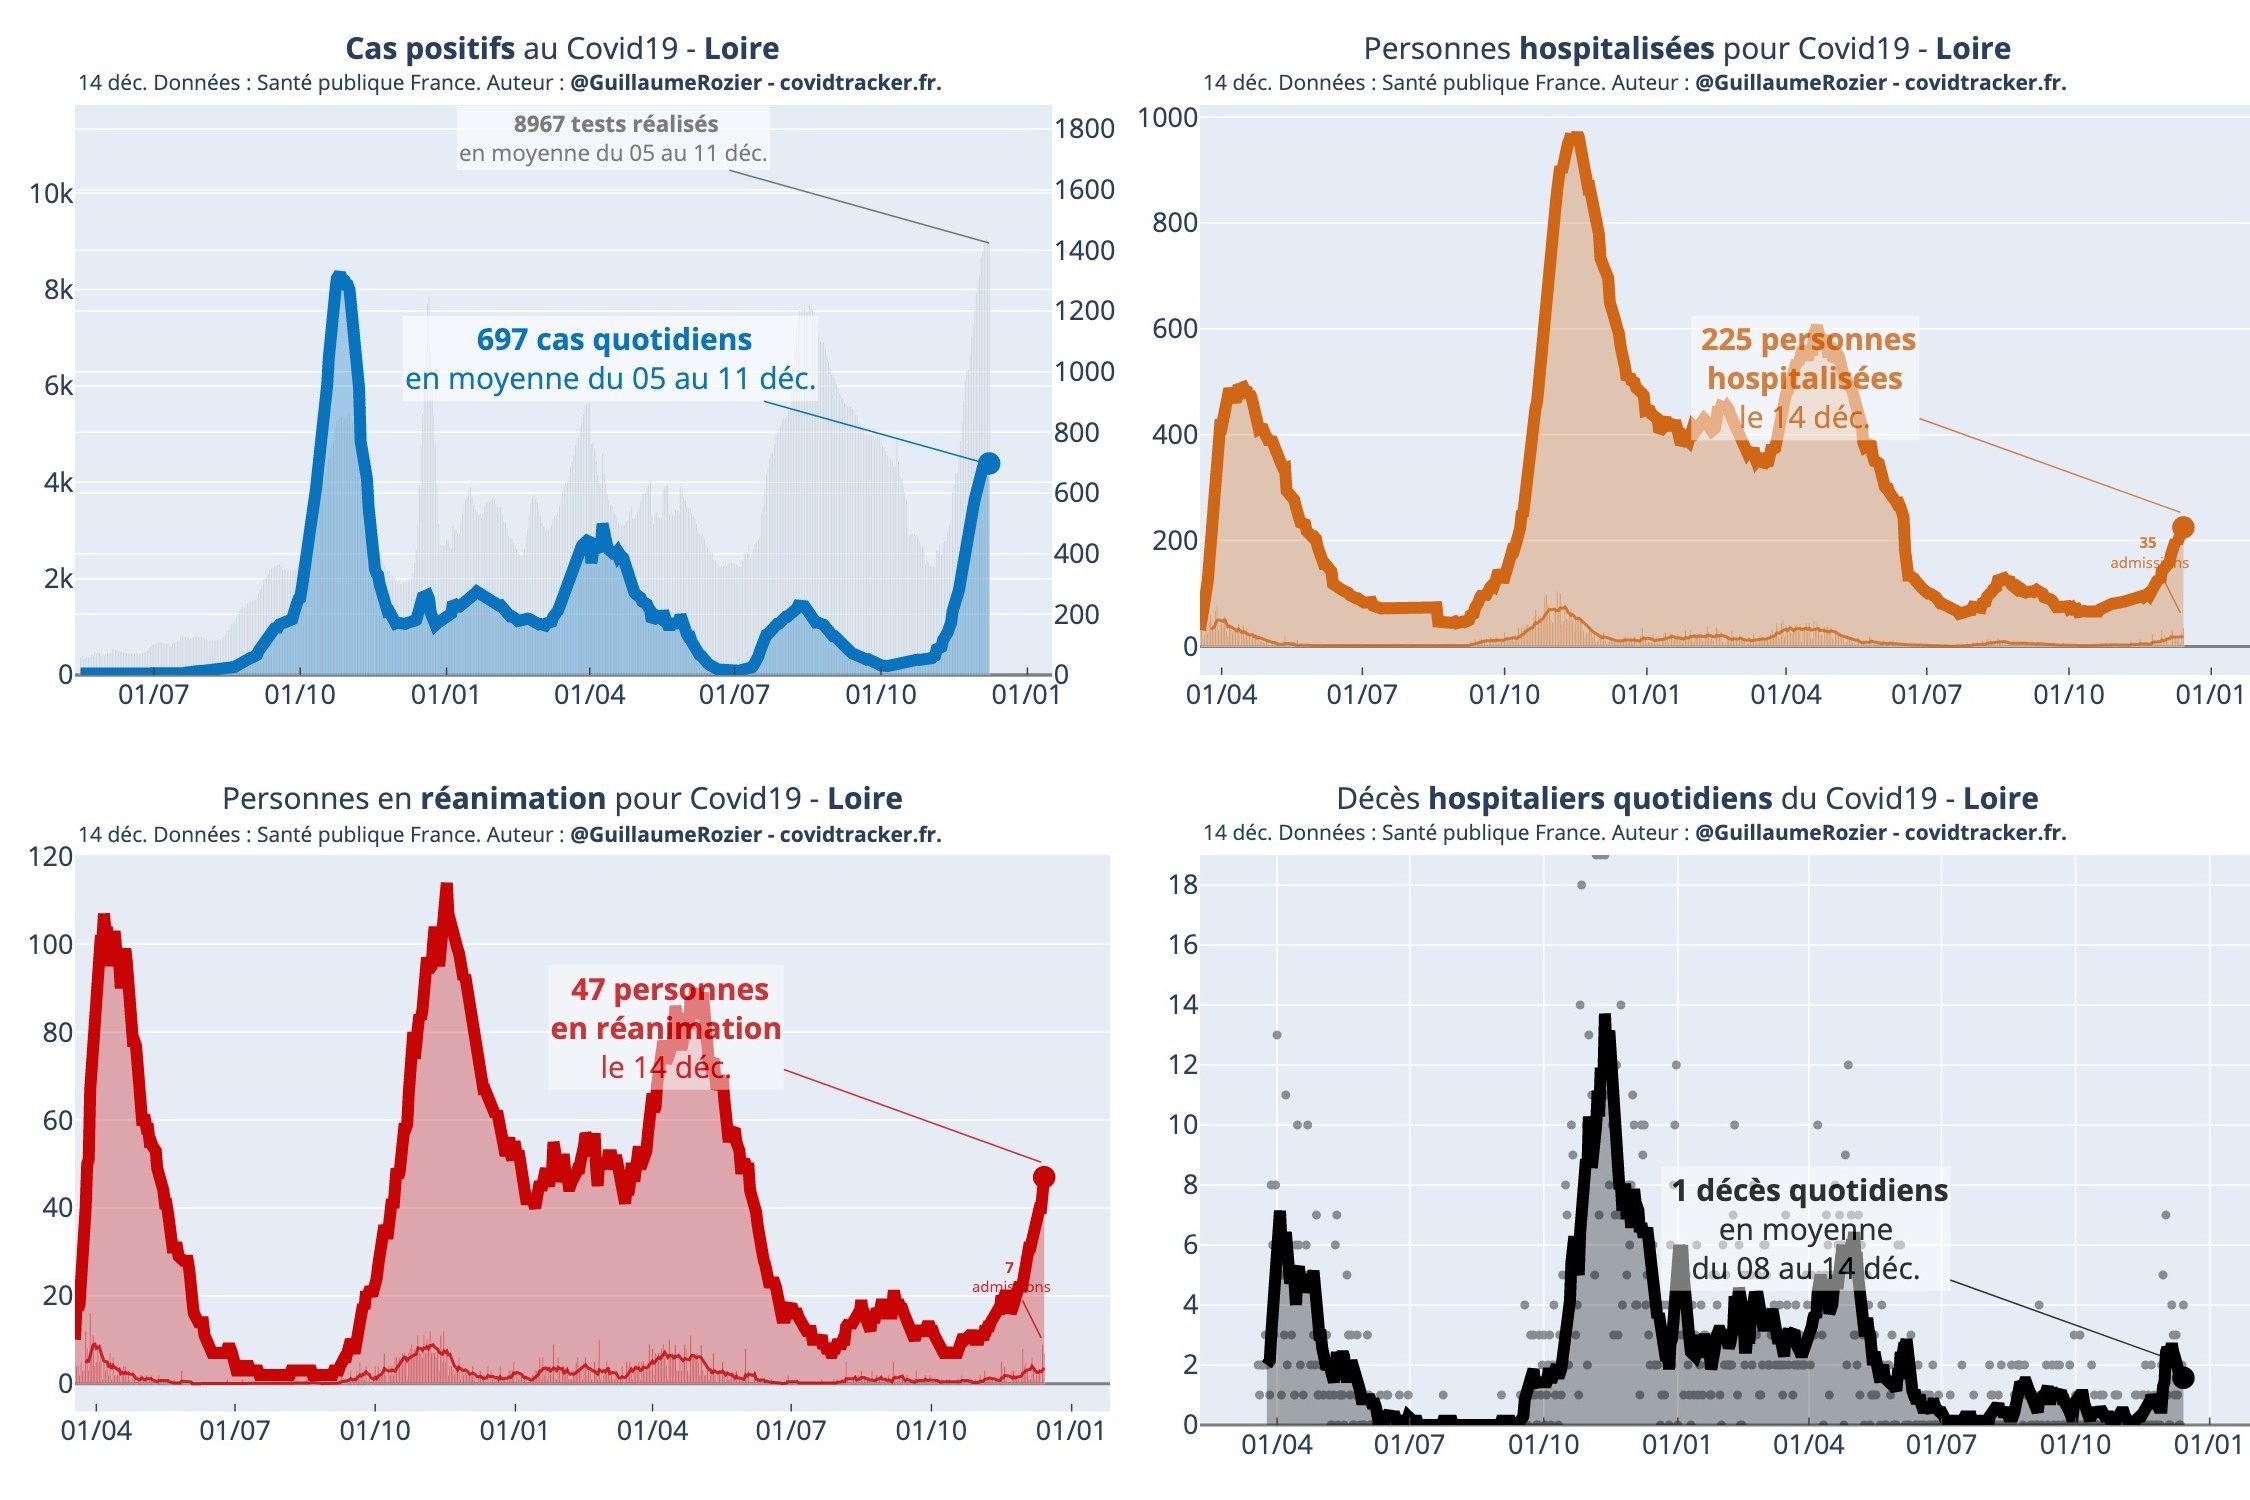 Cas positifs au Covid19 - Loire
14 déc. Données : Santé publique France. Auteur : @GuillaumeRozier - covidtracker.fr.
8967 tests réalisés
en moyenne du 05 au 11 déc.
697 cas quotidiens
en moyenne du 05 au 11 déc.
10k
8k
6k
4k
2k
0
1800
1600
1400
1200
1000
800
600
400
200
0
01/07 01/10 01/01 01/04 01/07 01/10 01/01
Personnes hospitalisées pour Covid19 - Loire
14 déc. Données : Santé publique France. Auteur : @GuillaumeRozier - covidtracker.fr.
1000
800
600
400
200
0
225 personnes
hospitalisées
le 14 déc.
35
admissions
01/04 01/07 01/10 01/01 01/04 01/07 01/10 01/01
Personnes en réanimation pour Covid19 - Loire
14 déc. Données : Santé publique France. Auteur : @GuillaumeRozier - covidtracker.fr.
120
100
80
60
40
20
0
47 personnes
en réanimation
le 14 déc.
7
admissions
01/04 01/07 01/10 01/01 01/04 01/07 01/10 01/01
Décès hospitaliers quotidiens du Covid19 - Loire
14 déc. Données : Santé publique France. Auteur : @GuillaumeRozier - covidtracker.fr.
18
16
14
12
10
8
6
4
2
0
1 décès quotidiens
en moyenne
du 08 au 14 déc.
01/04 01/07 01/10 01/01 01/04 01/07 01/10 01/01